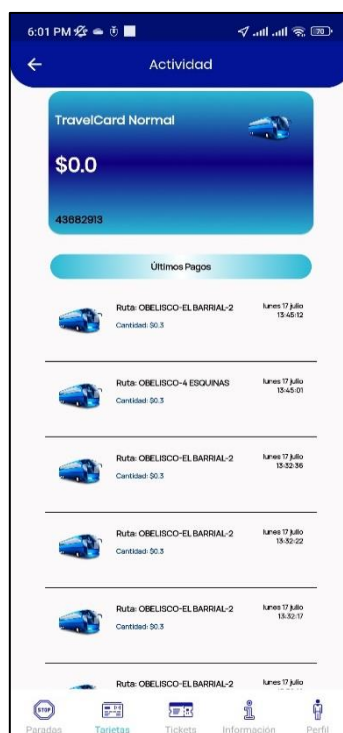 6:01 PM
70
Actividad
TravelCard Normal
$0.0
43682913
Últimos Pagos
Ruta: OBELISCO-EL BARRIAL-2
lunes 17 julio
13:45:12
Cantidad: $0.3
Ruta: OBELISCO-4 ESQUINAS
lunes 17 julio
13:45:01
Cantidad: $0.3
Ruta: OBELISCO-EL BARRIAL-2
lunes 17 julio
13:32:36
Cantidad: $0.3
Ruta: OBELISCO-EL BARRIAL-2
lunes 17 julio
13:32:22
Cantidad: $0.3
Ruta: OBELISCO-EL BARRIAL-2
lunes 17 julio
13:32:17
Cantidad: $0.3
Ruta: OBELISCO-EL BARRIAL-2
lunes 17 julio
STOP
Paradas
Tarjetas
Tickets
Información
Perfil